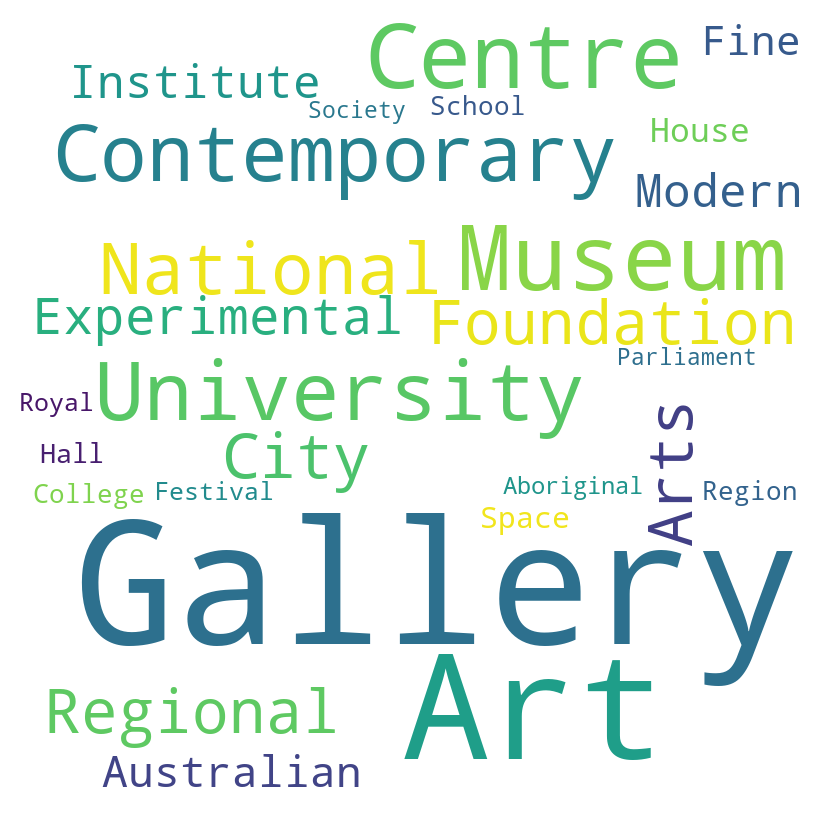 Centre
Fine
Institute
Society
School
Contemporary
House
Modern
National
Museum
Experimental
Foundation
University
Parliament
Royal
City
Arts
Hall
College
Festival
Aboriginal
Region
Space
Gallery
Art
Regional
Australian